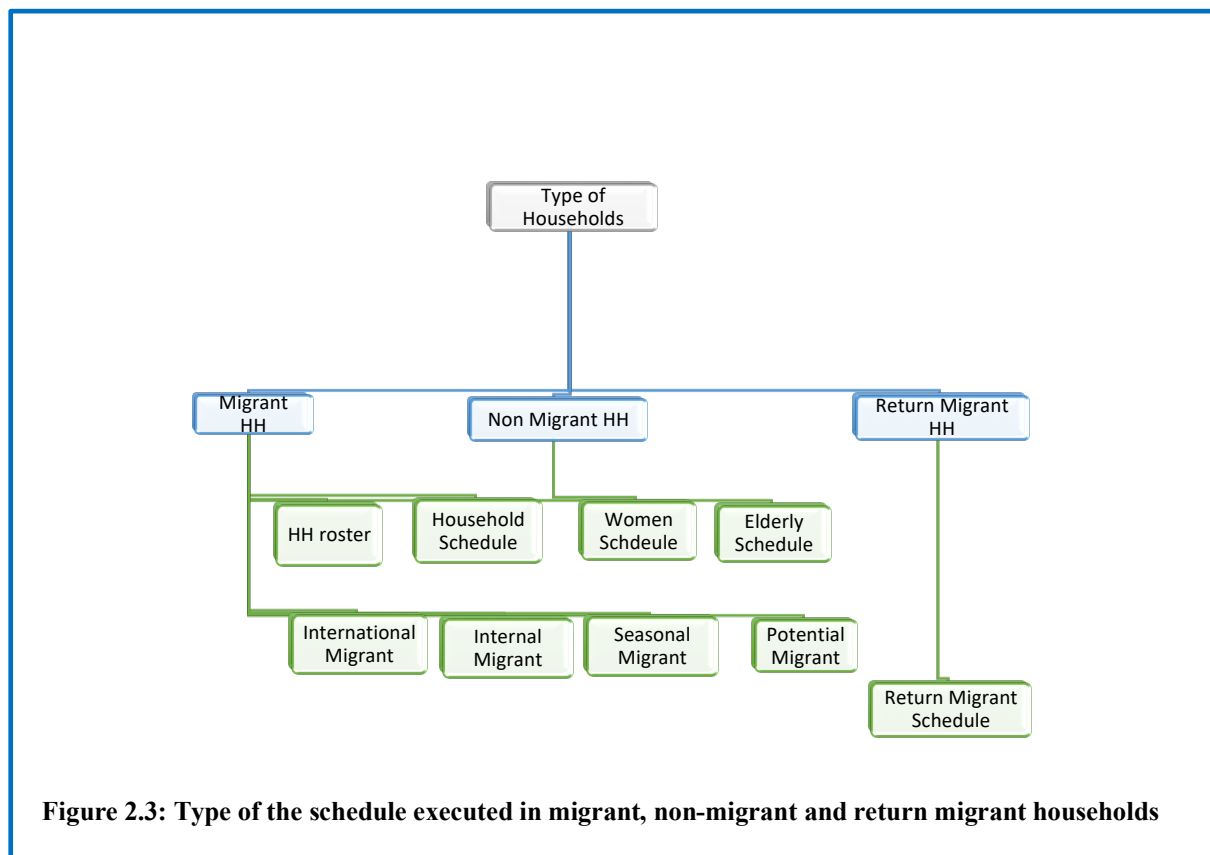 Type of
Households
Migrant
HH
Non Migrant HH
Return Migrant
HH
HH roster
Household
Schedule
Women
Schdeule
Elderly
Schedule
International
Migrant
Internal
Migrant
Seasonal
Migrant
Potential
Migrant
Return Migrant
Schedule
Figure 2.3: Type of the schedule executed in migrant, non-migrant and return migrant households